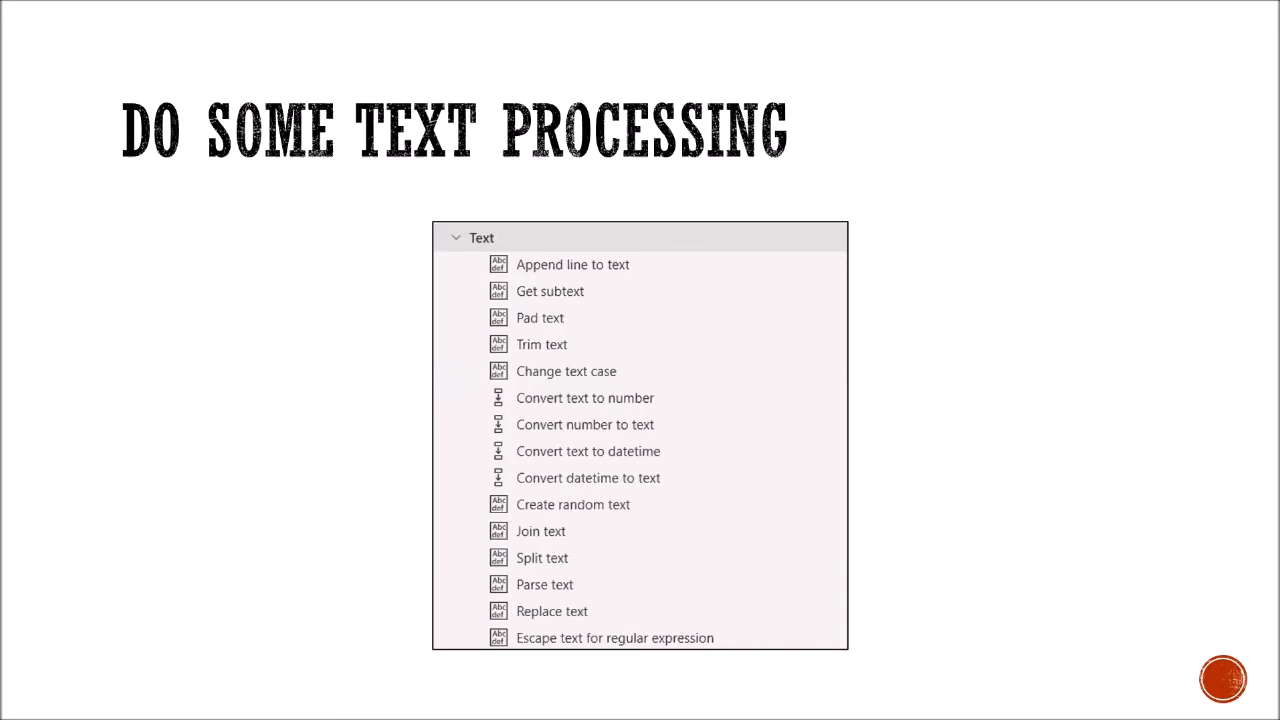 DO SOME TEXT PROCESSING
Text
Append line to text
Get subtext
Pad text
Trim text
Change text case
Convert text to number
Convert number to text
Convert text to datetime
Convert datetime to text
Create random text
Join text
Split text
Parse text
Replace text
Escape text for regular expression